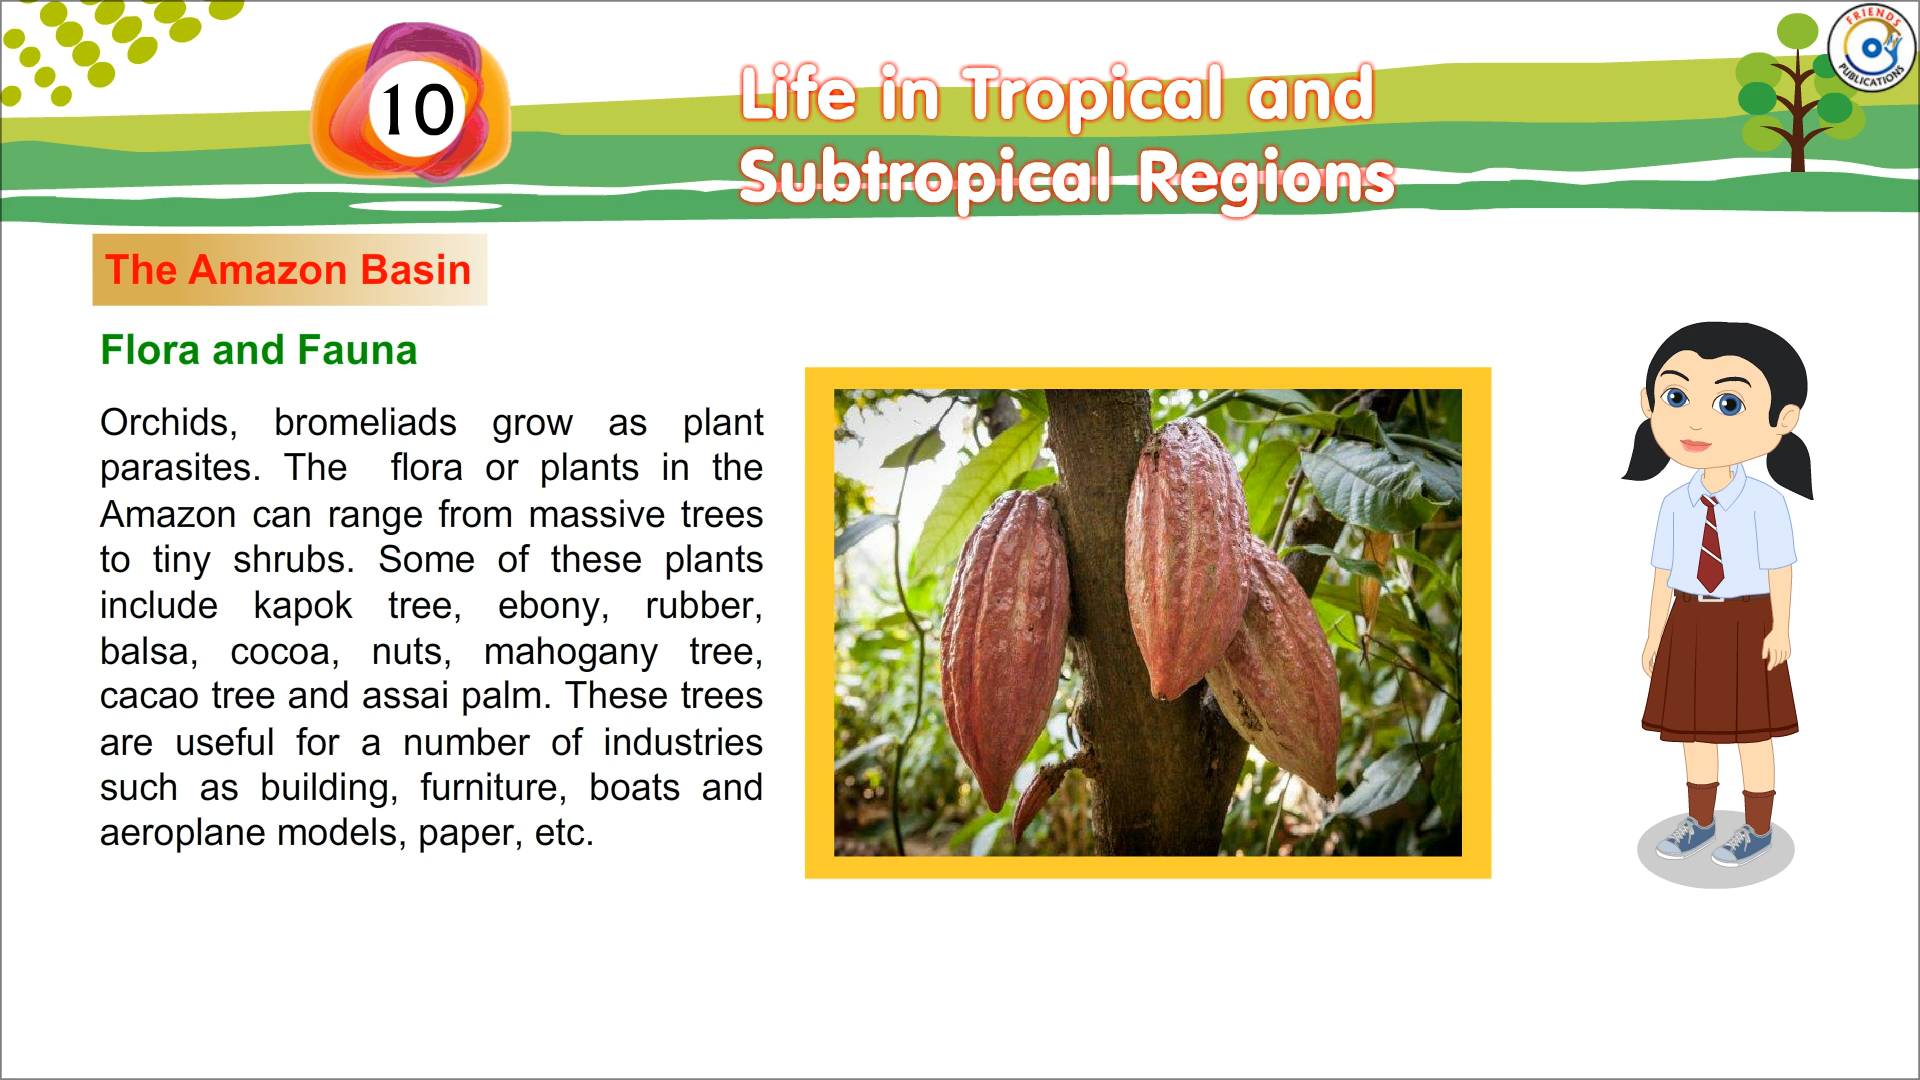 10
Life in Tropical and
Subtropical Regions
FRIENDS
PUBLICATIONS
The Amazon Basin
Flora and Fauna
Orchids, bromeliads grow as plant
parasites. The flora or plants in the
Amazon can range from massive trees
to tiny shrubs. Some of these plants
include kapok tree, ebony, rubber,
balsa, cocoa, nuts, mahogany tree,
cacao tree and assai palm. These trees
are useful for a number of industries
such as building, furniture, boats and
aeroplane models, paper, etc.